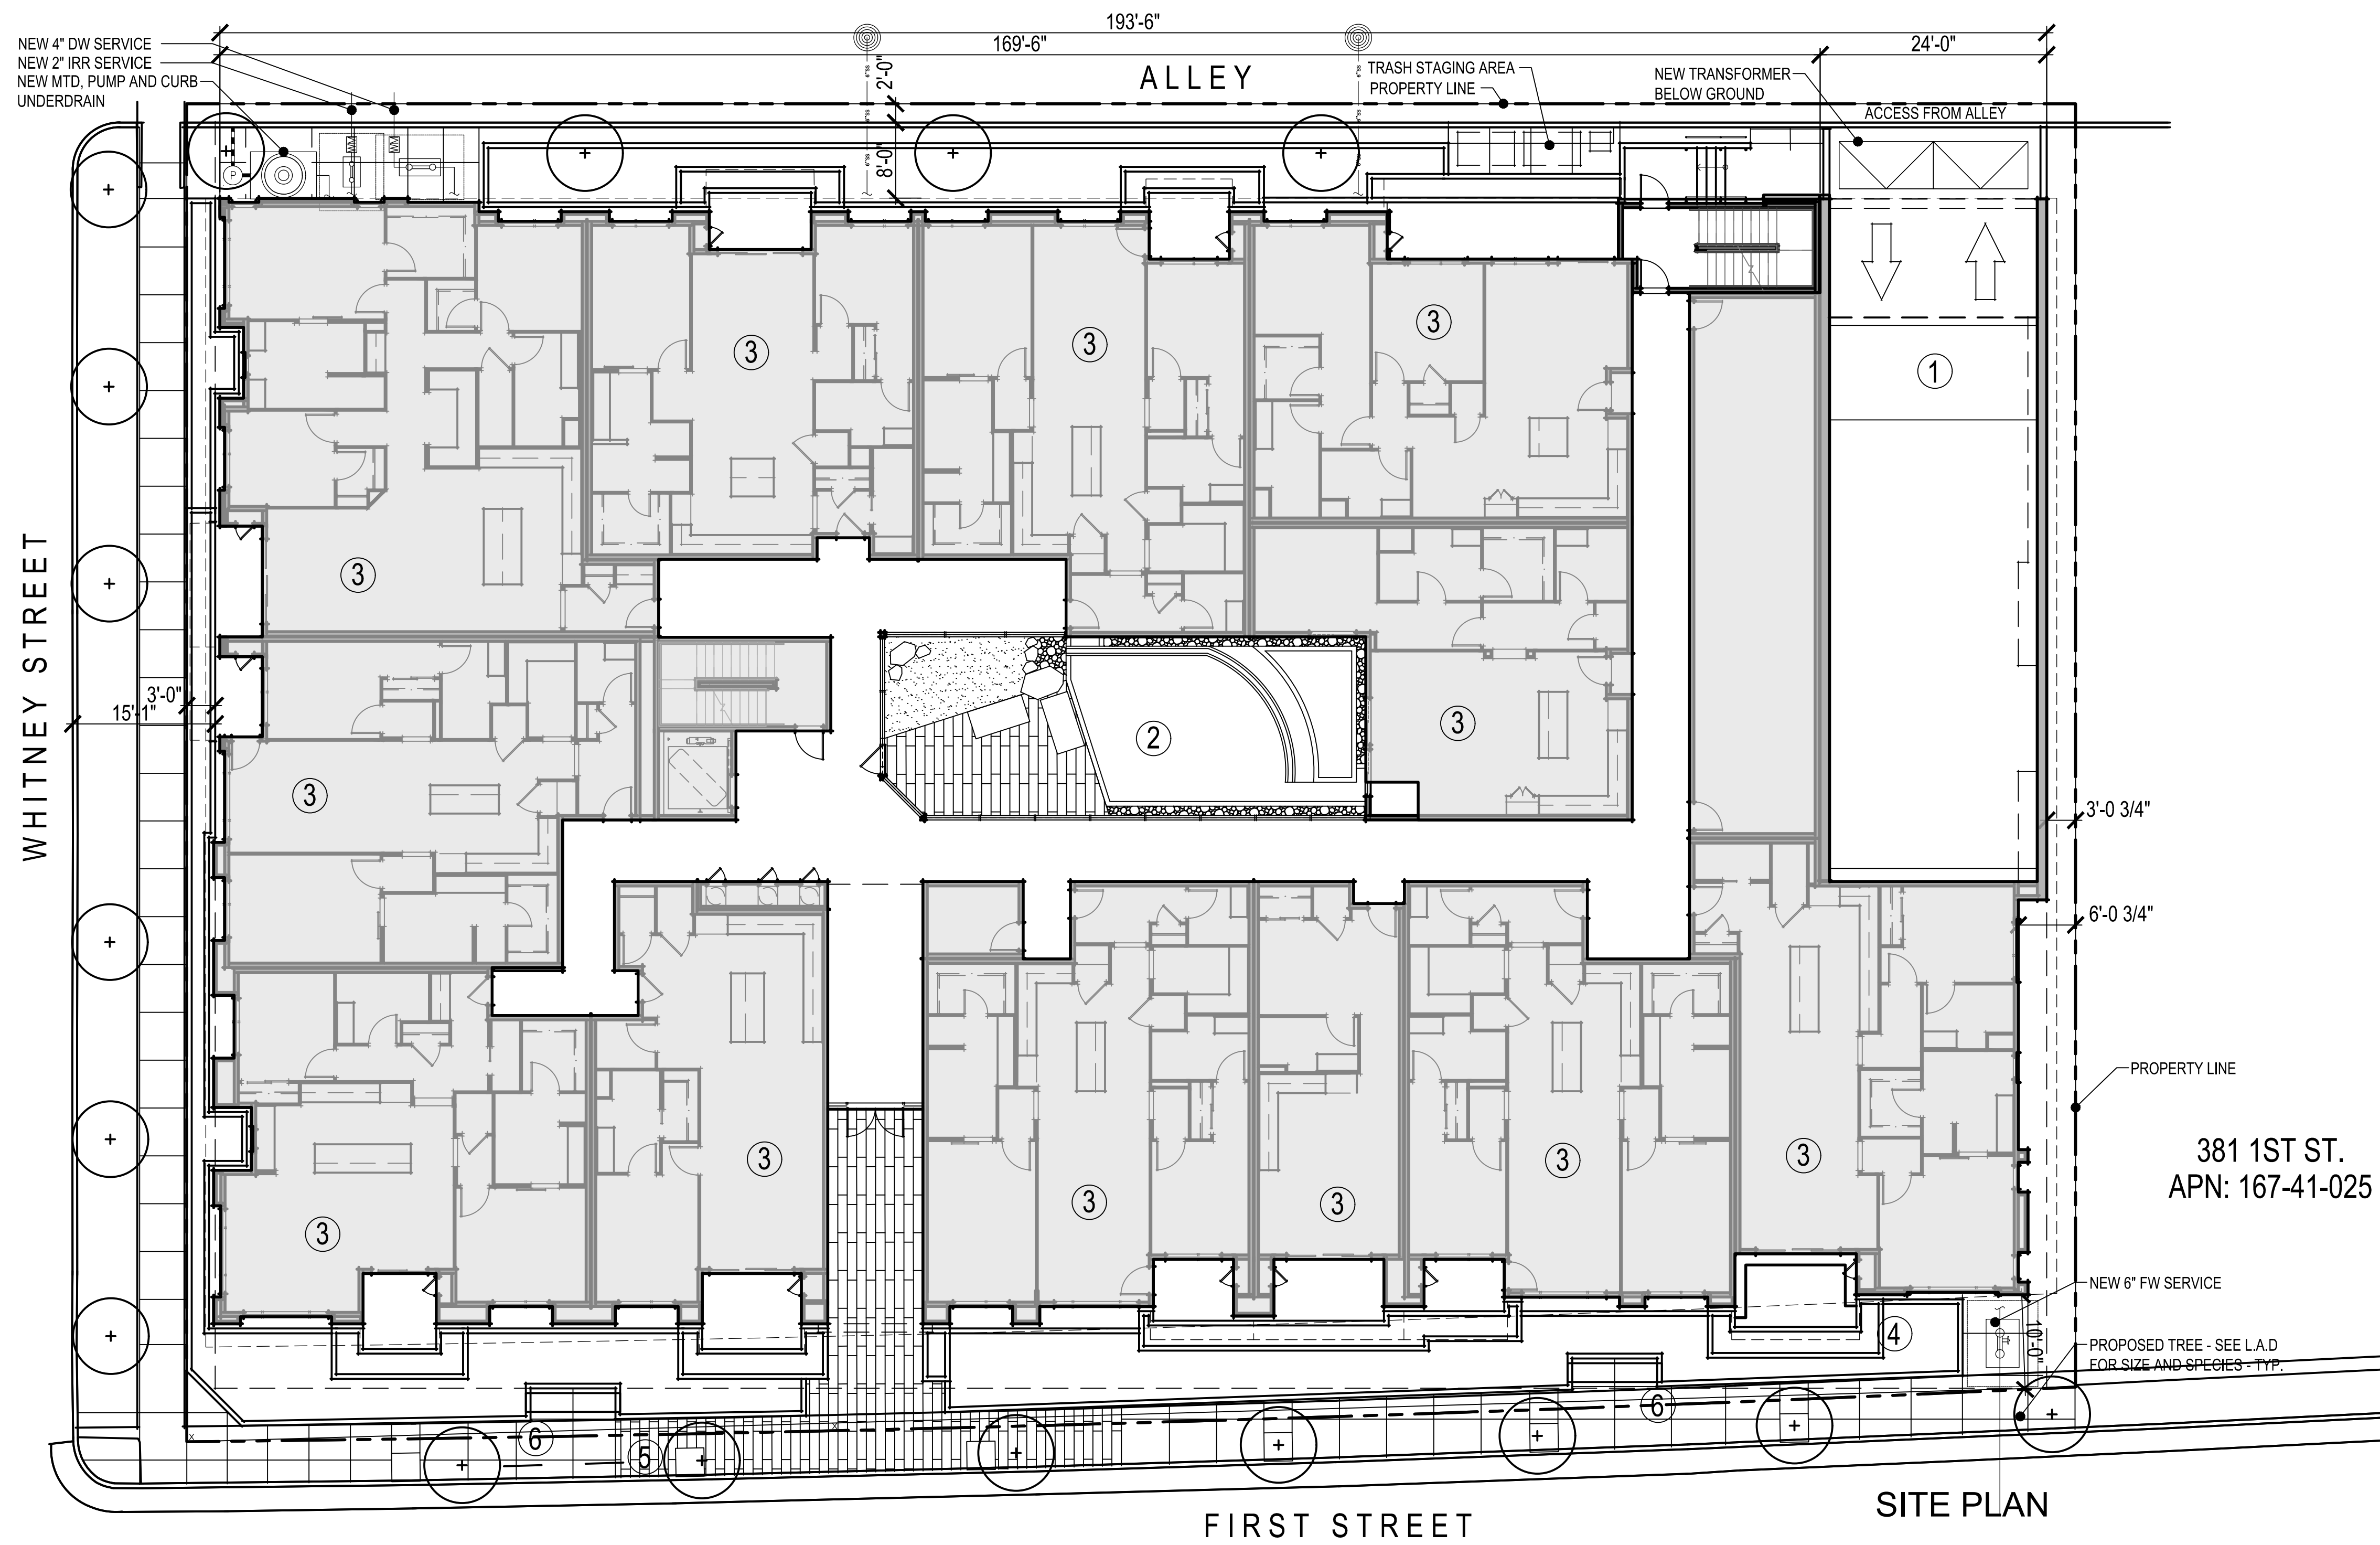 193'-6"
NEW 4" DW SERVICE
NEW 2" IRR SERVICE
NEW MTD, PUMP AND CURB
UNDERDRAIN
169'-6"
24'-0"
2'-0"
ALLEY
TRASH STAGING AREA
PROPERTY LINE
NEW TRANSFORMER
BELOW GROUND
ACCESS FROM ALLEY
8'-0"
P
3
3
3
1
3
WHITNEY STREET
3'-0"
15'-1"
2
3
3
3'-0 3/4"
6'-0 3/4"
PROPERTY LINE
381 1ST ST.
APN: 167-41-025
3
3
3
3
3
3
3
NEW 6" FW SERVICE
4
10'-0"
PROPOSED TREE - SEE L.A.D
FOR SIZE AND SPECIES - TYP.
6
6
5
SITE PLAN
FIRST STREET